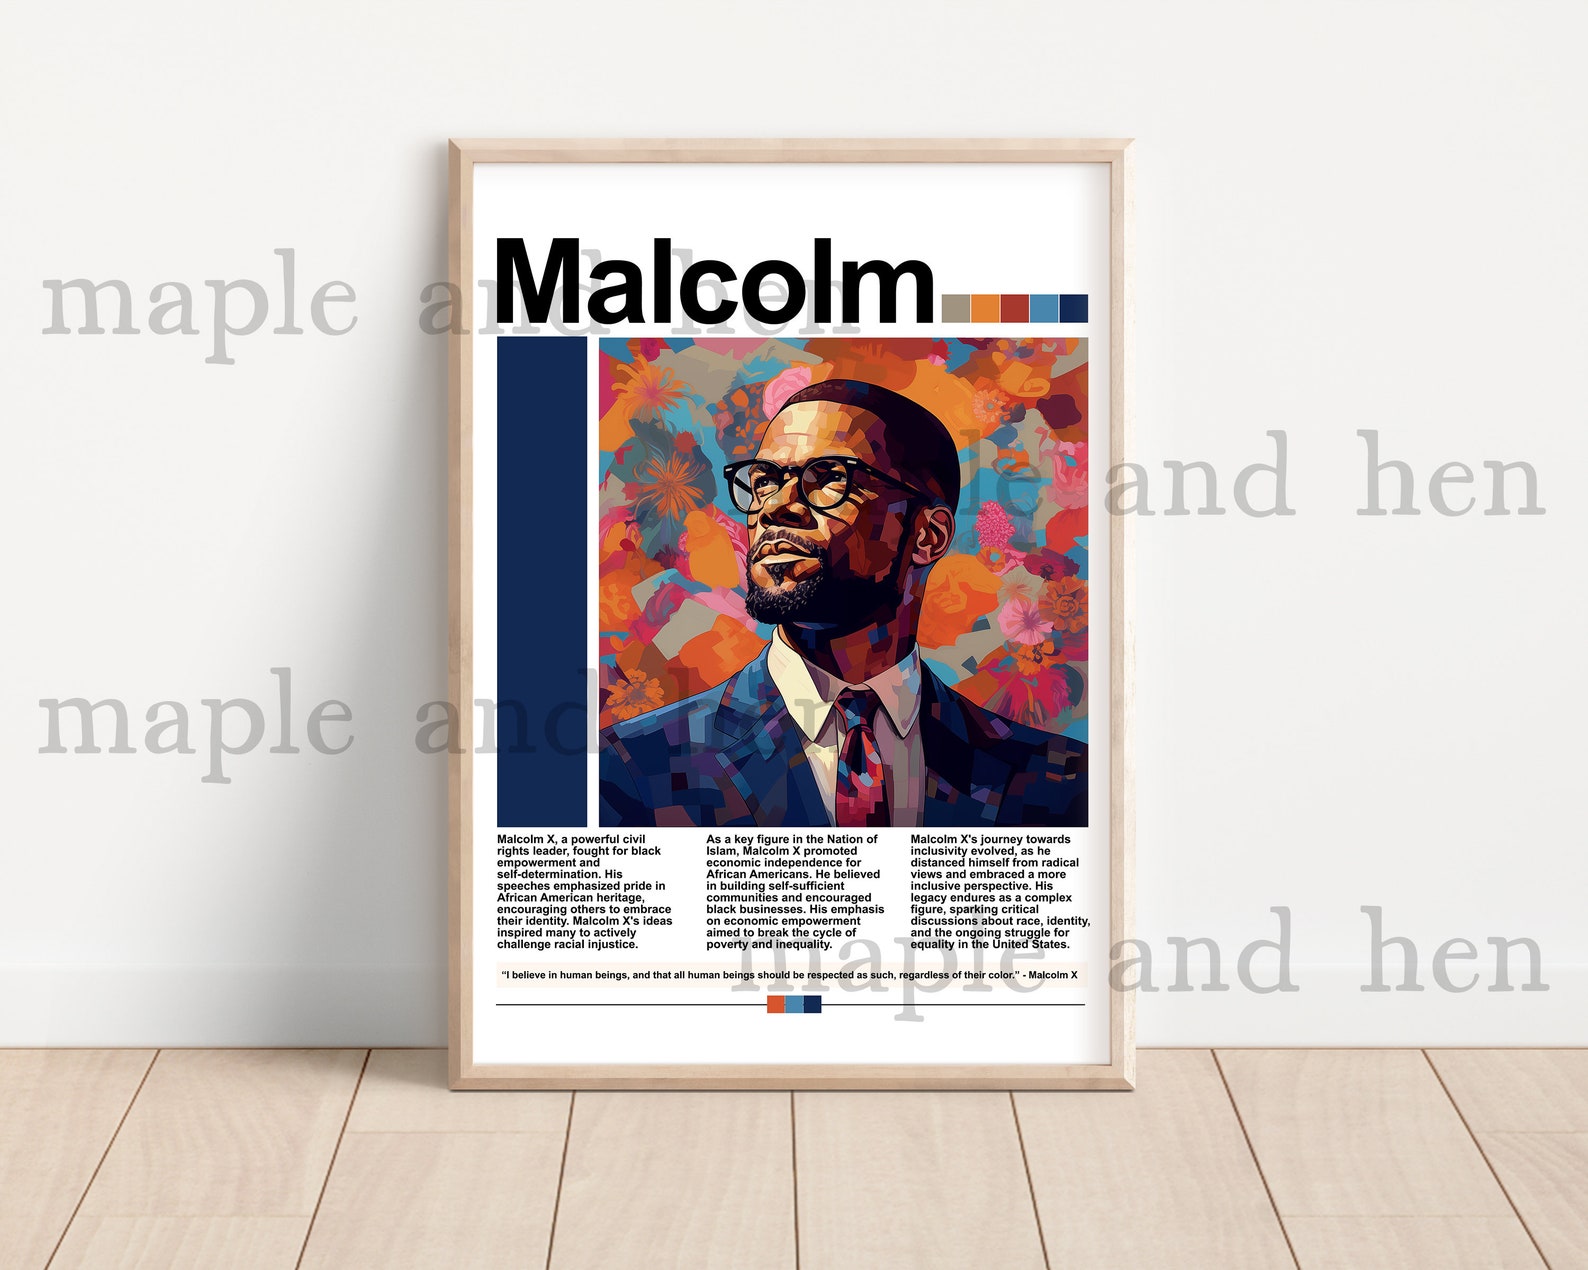 Malcolm
maple and hen
maple and hen
maple and hen
Malcolm X, a powerful civil
rights leader, fought for black
empowerment and
self-determination. His
speeches emphasized pride in
African American heritage,
encouraging others to embrace
their identity. Malcolm X's ideas
inspired many to actively
challenge racial injustice.
As a key figure in the Nation of
Islam, Malcolm X promoted
economic independence for
African Americans. He believed
in building self-sufficient
communities and encouraged
black businesses. His emphasis
on economic empowerment
aimed to break the cycle of
poverty and inequality.
Malcolm X's journey towards
inclusivity evolved, as he
distanced himself from radical
views and embraced a more
inclusive perspective. His
legacy endures as a complex
figure, sparking critical
discussions about race, identity,
and the ongoing struggle for
equality in the United States.
maple and hen
“I believe in human beings, and that all human beings should be respected as such, regardless of their color.” - Malcolm X